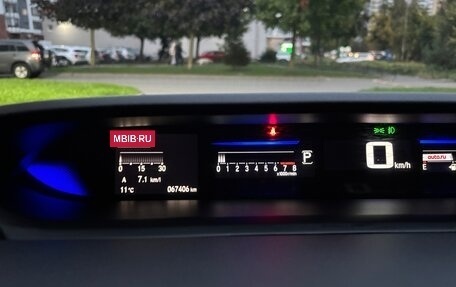 MBIB·RU
0 15 30
A 7.1 km/l
11°C 067406 km
0 1 2 3 4 5 6 7 8
x1000r/min
P
0 km/h
auto.ru
E